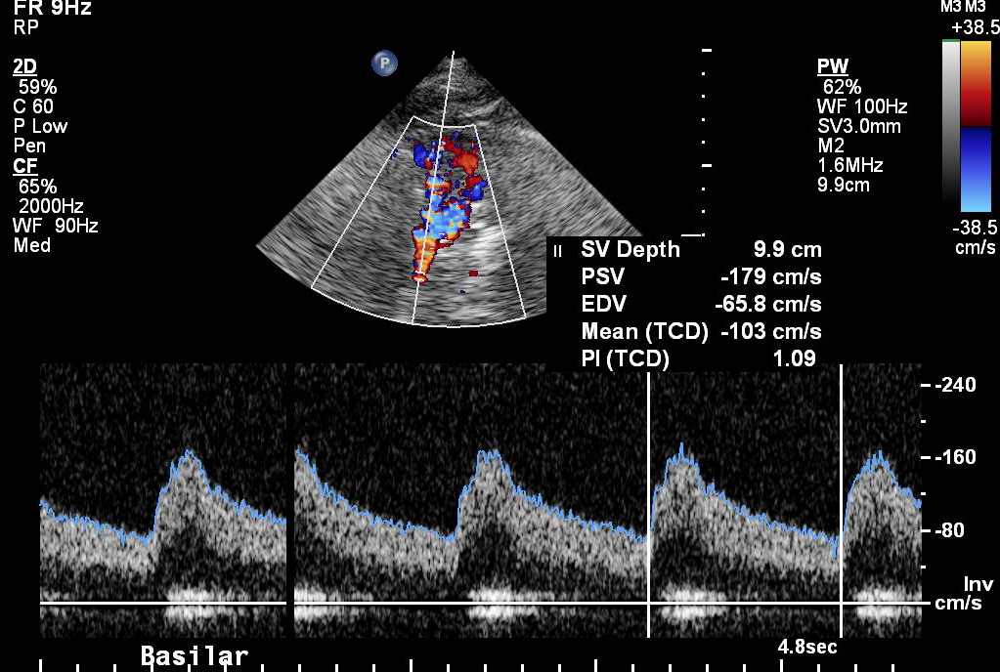 FR 9Hz
RP
2D
59%
C 60
P Low
Pen
CF
65%
2000Hz
WF 90Hz
Med
P
M3 M3
+38.5
PW
62%
WF 100Hz
SV3.0mm
M2
1.6MHz
9.9cm
-38.5
cm/s
SV Depth 9.9 cm
PSV -179 cm/s
EDV -65.8 cm/s
Mean (TCD) -103 cm/s
PI (TCD) 1.09
-240
-160
-80
Inv
cm/s
4.8sec
Basilar